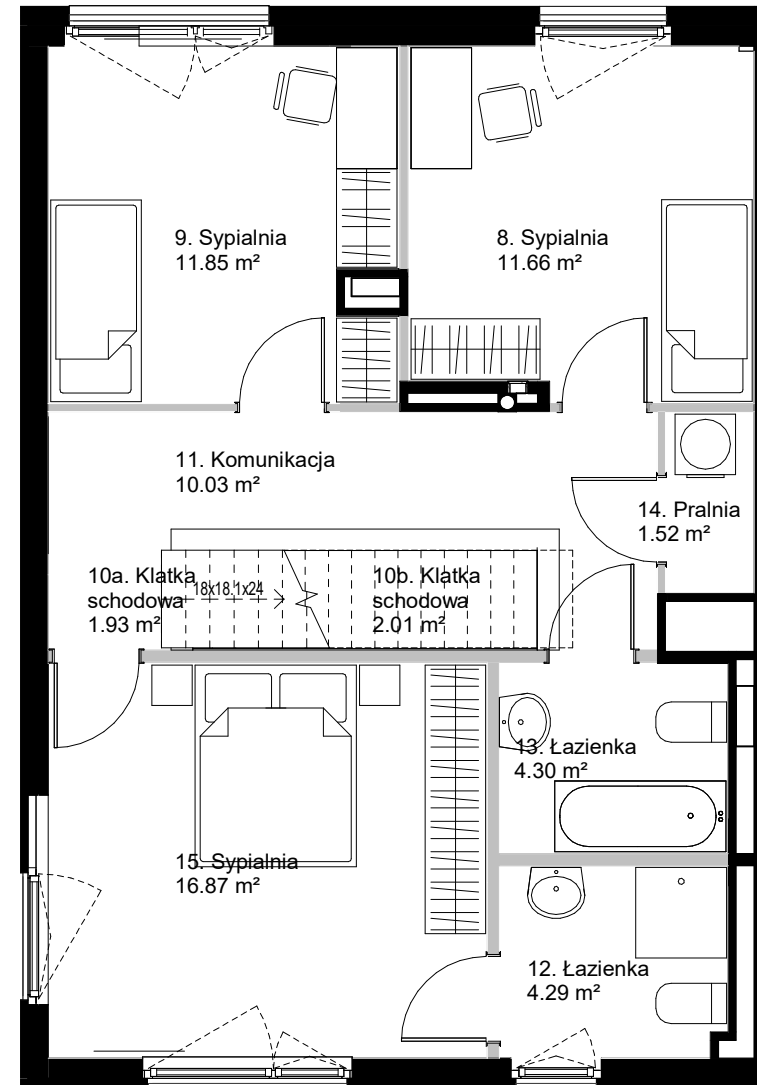 9. Sypialnia
11.85 m²
8. Sypialnia
11.66 m²
11. Komunikacja
10.03 m²
14. Pralnia
1.52 m²
10a. Klatka
schodowa
1.93 m²
18x18.1x24
10b. Klatka
schodowa
2.01 m²
13. Łazienka
4.30 m²
15. Sypialnia
16.87 m²
12. Łazienka
4.29 m²